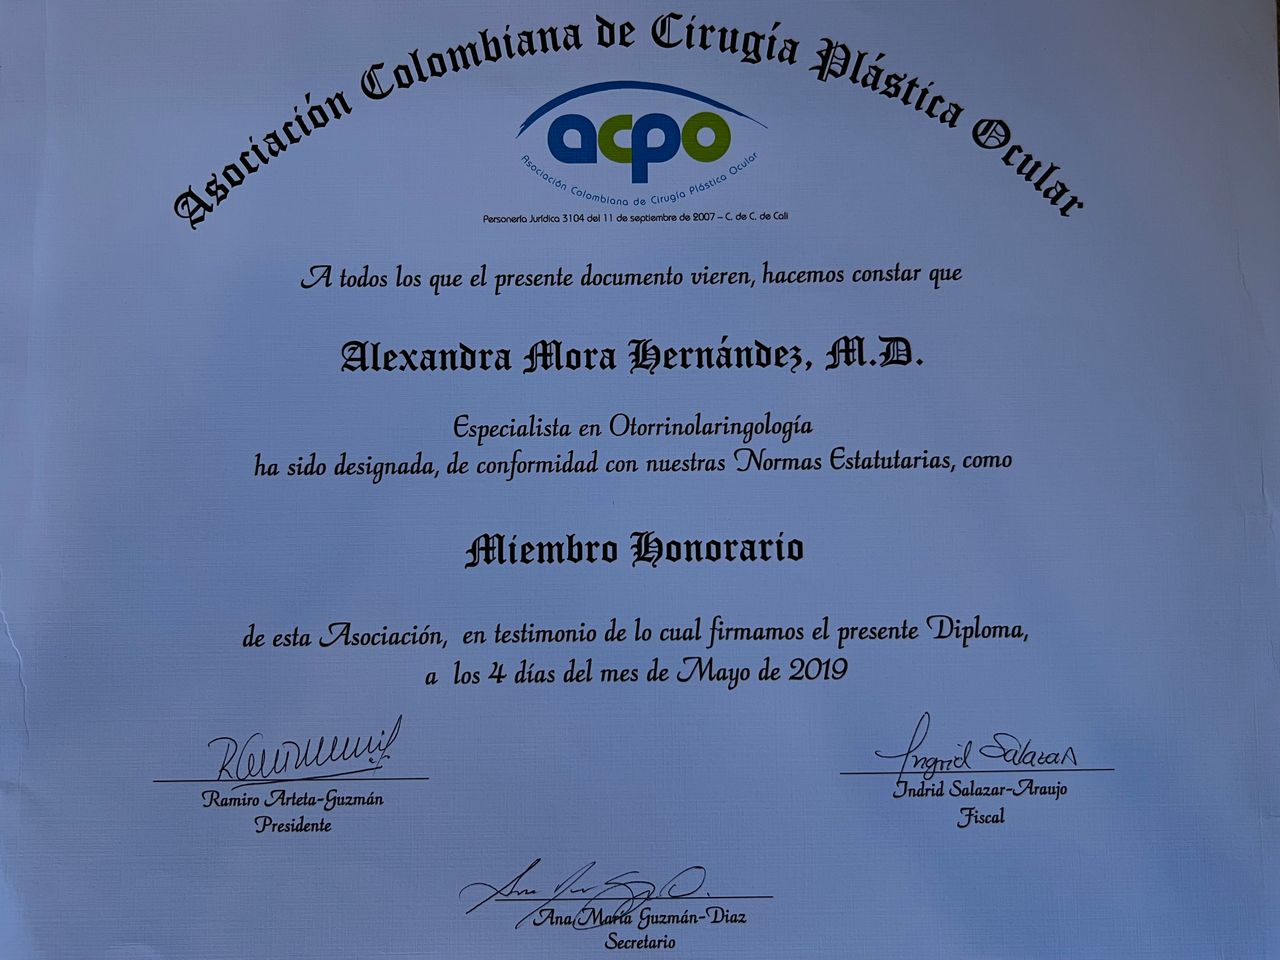 Asociación Colombiana de Cirugía Plástica Ocular
acpo
Asociación Colombiana de Cirugía Plástica Ocular
Personería Jurídica 3104 del 11 de septiembre de 2007 – C. de C. de Cali
A todos los que el presente documento vieren, hacemos constar que
Alexandra Mora Hernández, M.D.
Especialista en Otorrinolaringología
ha sido designada, de conformidad con nuestras Normas Estatutarias, como
Miembro Honorario
de esta Asociación, en testimonio de lo cual firmamos el presente Diploma,
a los 4 días del mes de Mayo de 2019
Ingrid Salazar
Ramiro Arteta-Guzmán
Presidente
Indrid Salazar-Araujo
Fiscal
Ana María Guzmán-Diaz
Secretario